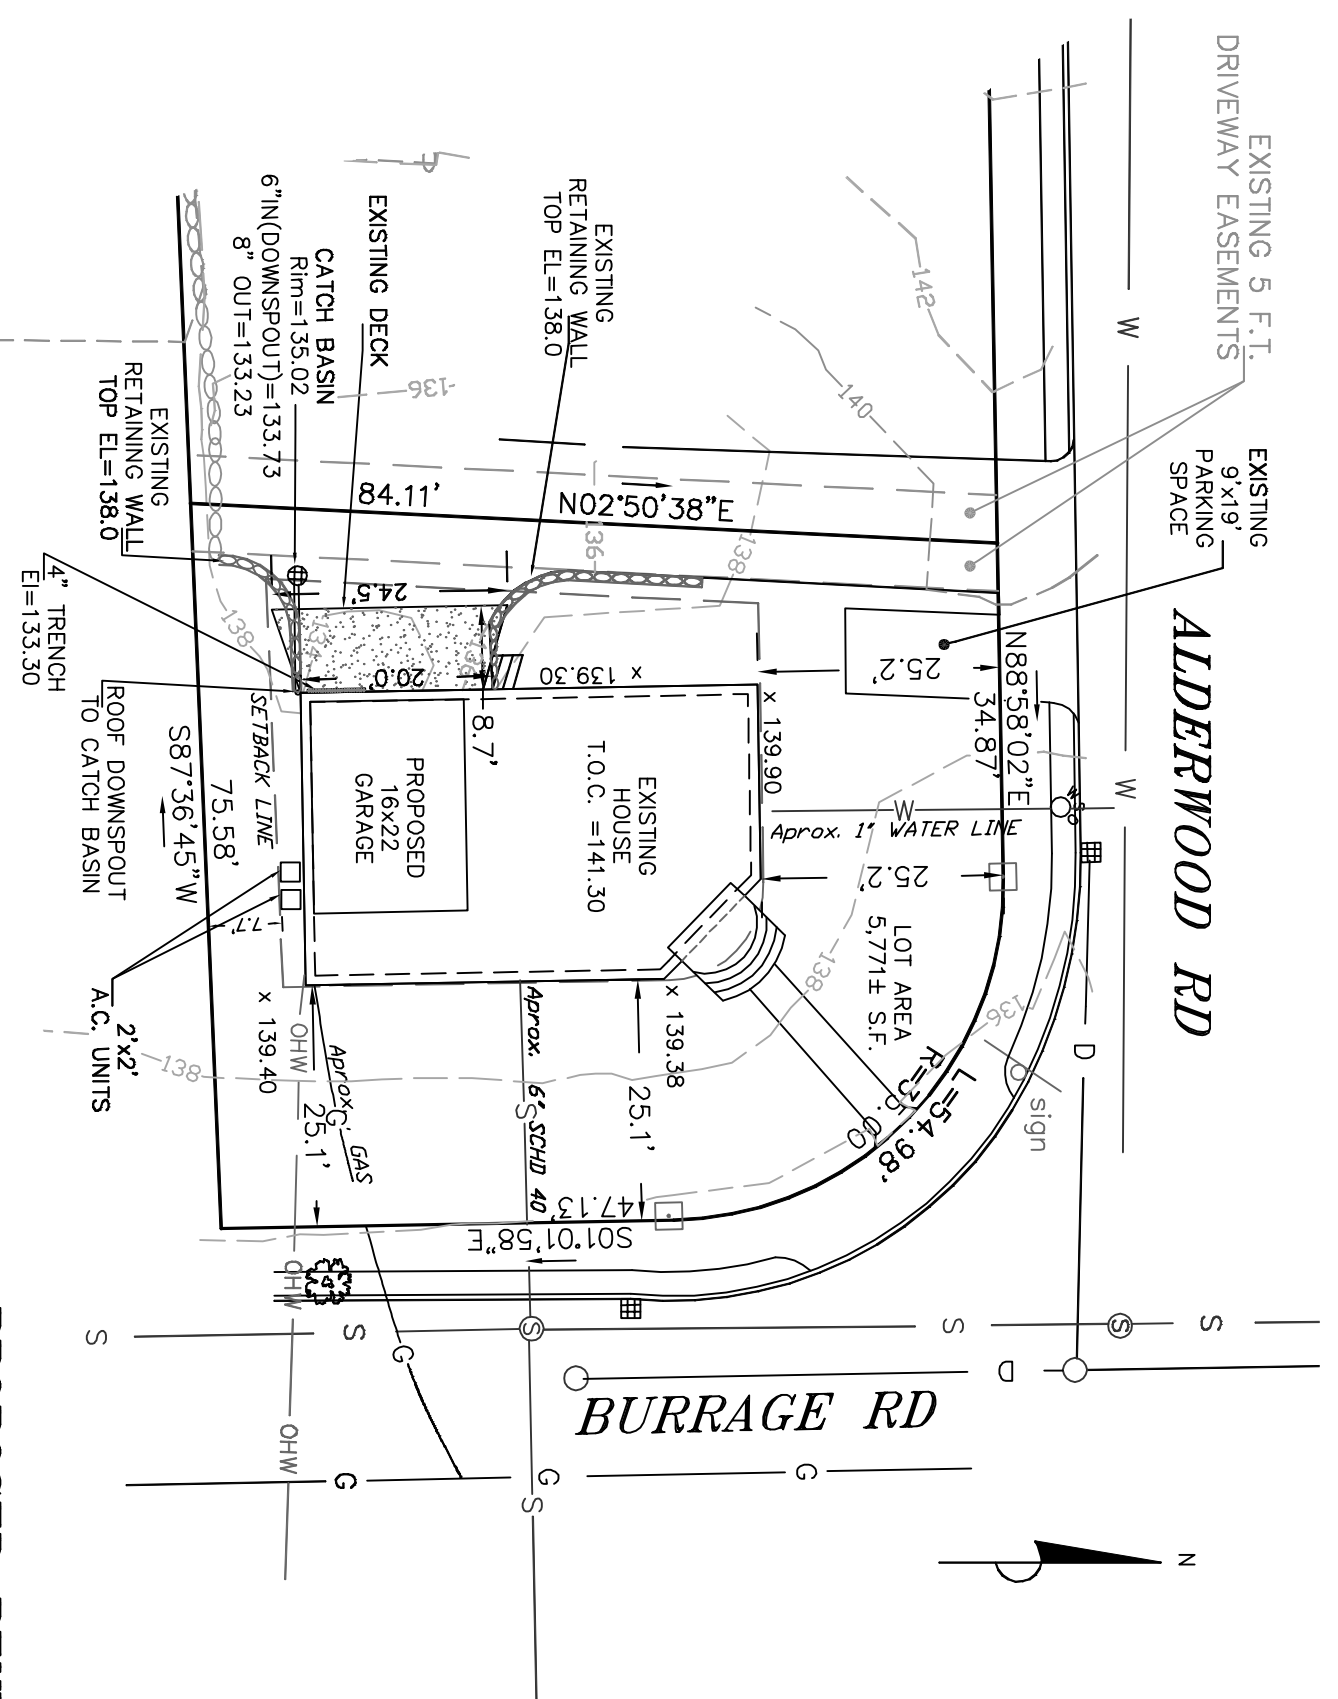 EXISTING 5 F.T.
DRIVEWAY EASEMENTS
W
EXISTING
9'x19'
PARKING
SPACE
ALDERWOOD RD
W
142
140
138
136
-136
EXISTING
RETAINING WALL
TOP EL=138.0
EXISTING DECK
CATCH BASIN
Rim=135.02
6"IN(DOWNSPOUT)=133.73
8" OUT=133.23
EXISTING
RETAINING WALL
TOP EL=138.0
4" TRENCH
El=133.30
84.11'
N02°50'38"E
24.5'
20.0'
8.7'
x 139.30
25.2'
N88°58'02"E
34.87'
x 139.90
138
134
136
ROOF DOWNSPOUT
TO CATCH BASIN
SETBACK LINE
S87°36'45"W
75.58'
PROPOSED
16x22
GARAGE
EXISTING
HOUSE
T.O.C. =141.30
W
Aprox. 1" WATER LINE
W
S
O
25.2'
LOT AREA
5,771± S.F.
138
136
7.7'
2'x2'
A.C. UNITS
138
x 139.40
x 139.38
OHW
Aprox. GAS
G
25.1'
Aprox. 6" SCHD 40
S
25.1'
R=35.00
L=54.98'
sign
D
47.13'
S01°01'58"E
OHW
S
S
S
S
S
S
G
D
BURRAGE RD
OHW
G
G
S
G
N